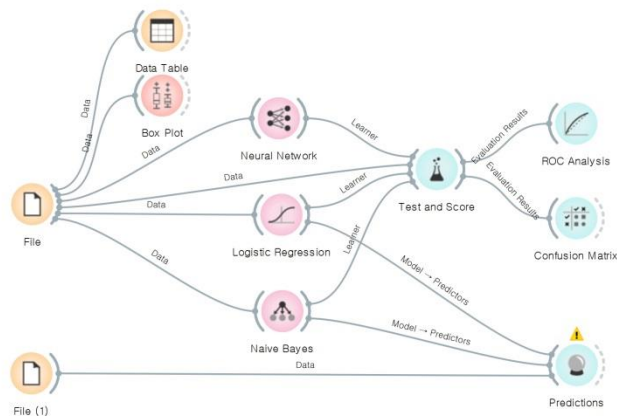 Data Table
Data
Data
Box Plot
Learner
Evaluation Results
ROC Analysis
Data
Neural Network
Data
Learner
Test and Score
Evaluation Results
File
Data
Logistic Regression
Learner
Confusion Matrix
Data
Model → Predictors
Naive Bayes
Model → Predictors
Data
File (1)
Predictions